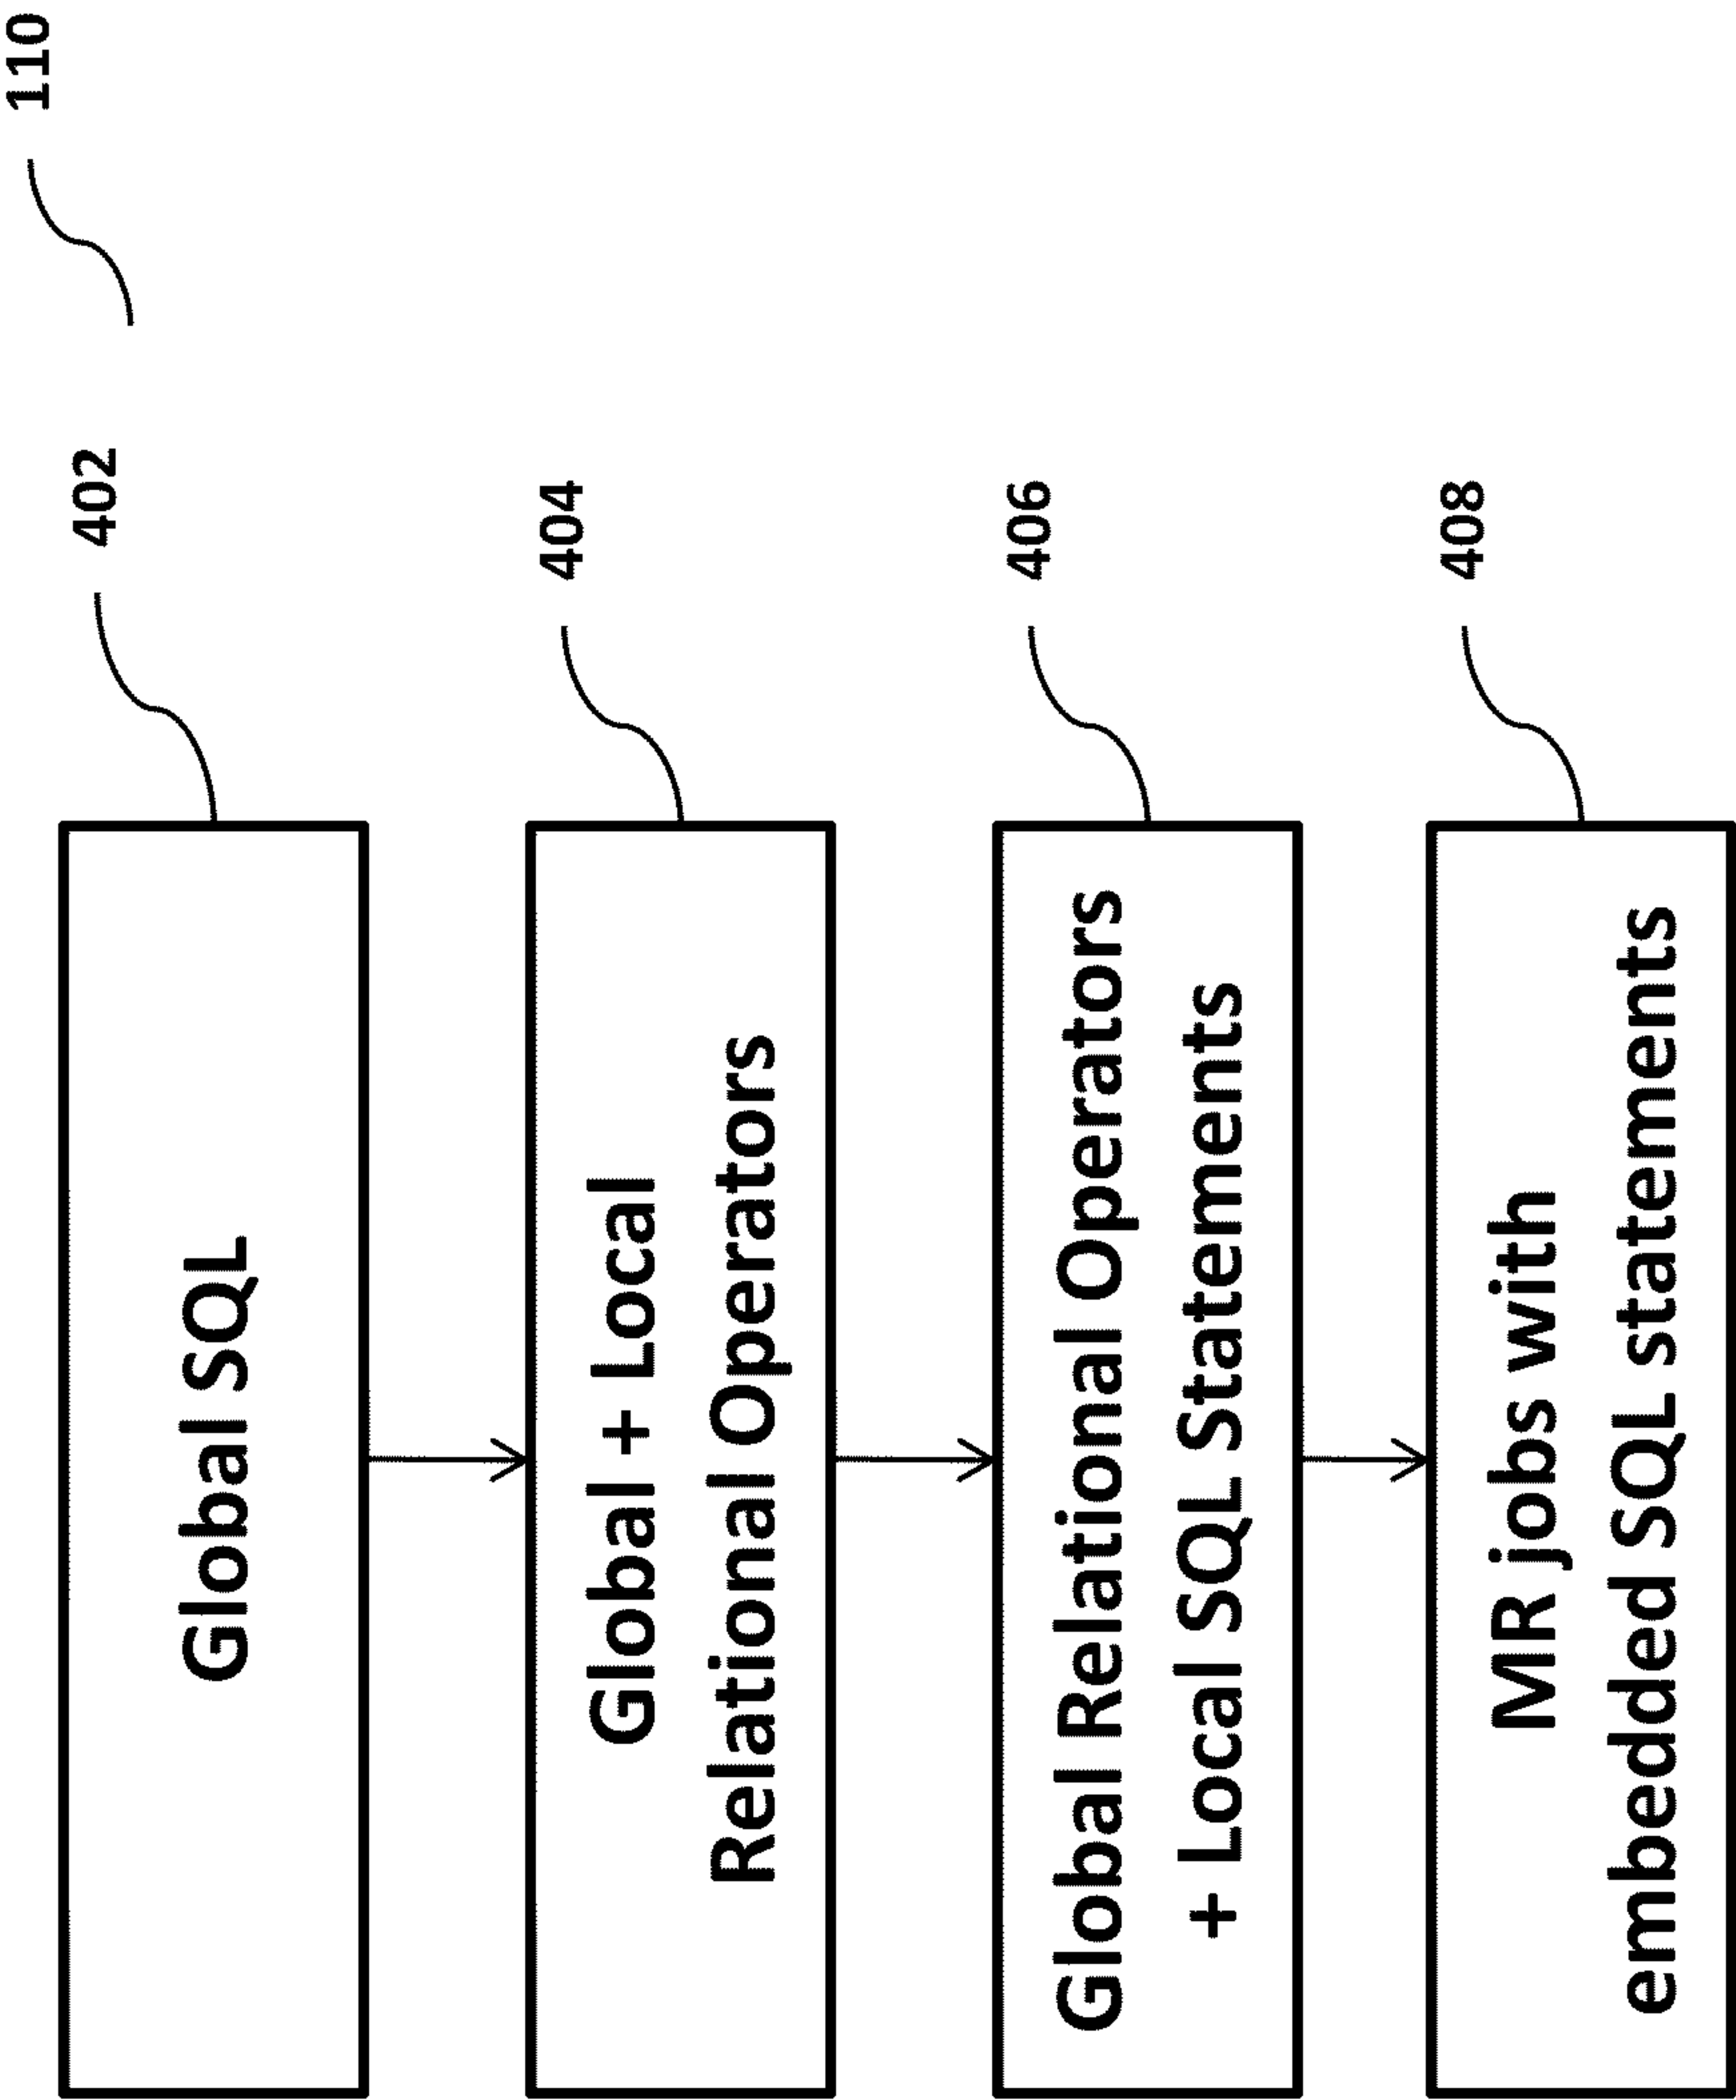 110
402
Global SQL
404
Global + Local
Relational Operators
406
Global Relational Operators
+ Local SQL Statements
408
MR jobs with
embedded SQL statements